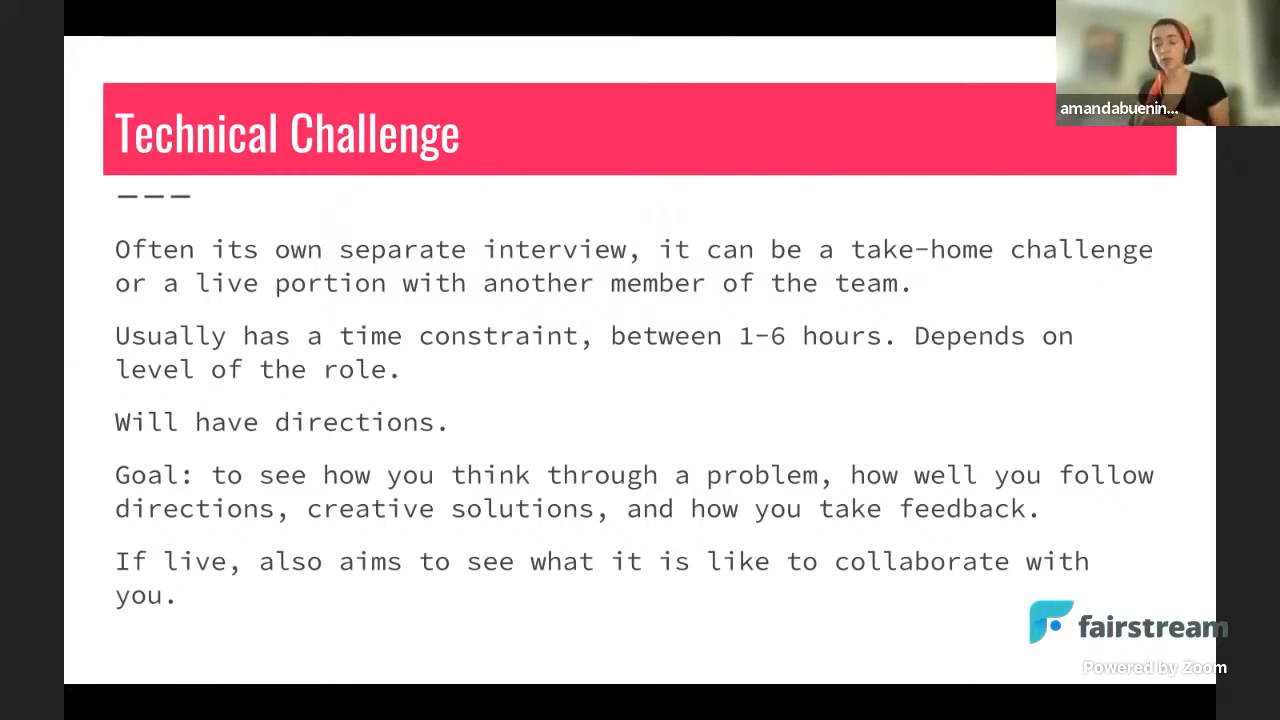 Technical Challenge
amandabuenin...
Often its own separate interview, it can be a take-home challenge
or a live portion with another member of the team.
Usually has a time constraint, between 1-6 hours. Depends on
level of the role.
Will have directions.
Goal: to see how you think through a problem, how well you follow
directions, creative solutions, and how you take feedback.
If live, also aims to see what it is like to collaborate with
you.
fairstream
Powered by Zoom